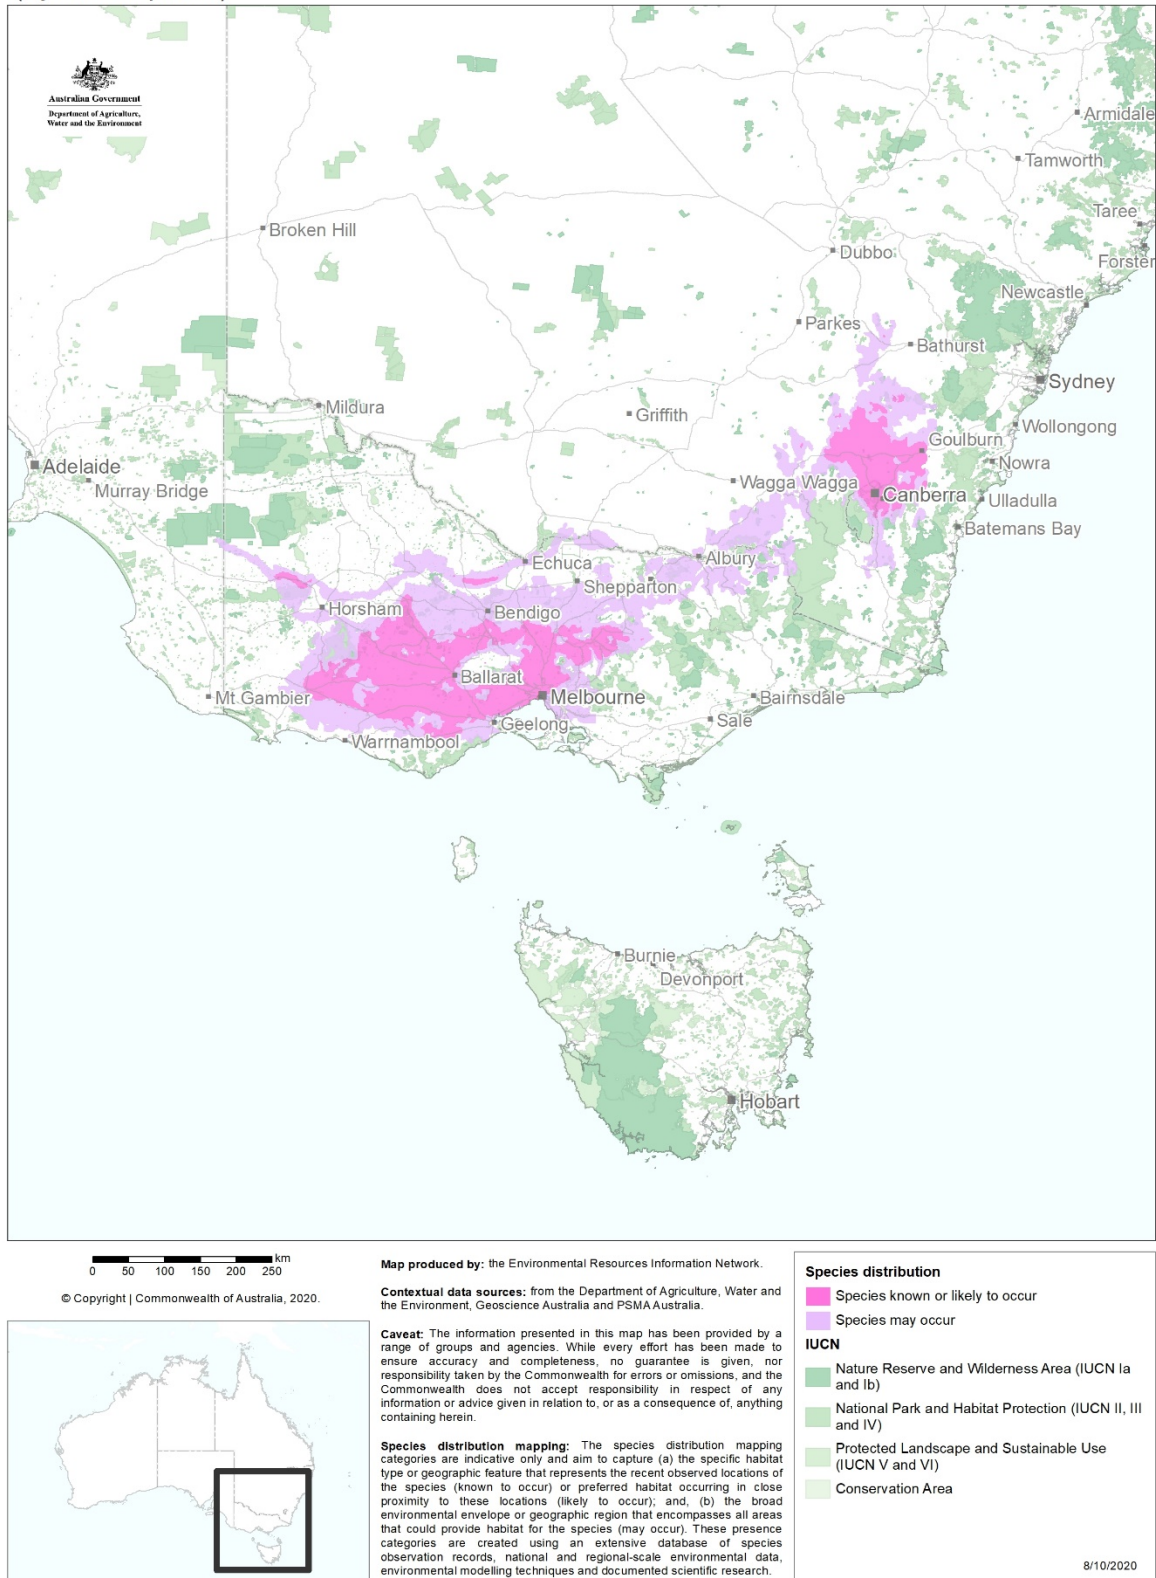 Australian Government
Department of Agriculture,
Water and the Environment
Armidale
Tamworth
Taree
Broken Hill
Dubbo
Forster
Newcastle
Parkes
Bathurst
Sydney
Mildura
Griffith
Wollongong
Goulburn
Adelaide
Nowra
Murray Bridge
Wagga Wagga
Canberra
Ulladulla
Batemans Bay
Echuca
Albury
Shepparton
Horsham
Bendigo
Ballarat
Mt Gambier
Melbourne
Bairnsdale
Geelong
Sale
Warrnambool
Burnie
Devonport
Hobart
km
0 50 100 150 200 250
© Copyright | Commonwealth of Australia, 2020.
Map produced by: the Environmental Resources Information Network.
Contextual data sources: from the Department of Agriculture, Water and
the Environment, Geoscience Australia and PSMA Australia.
Caveat: The information presented in this map has been provided by a
range of groups and agencies. While every effort has been made to
ensure accuracy and completeness, no guarantee is given, nor
responsibility taken by the Commonwealth for errors or omissions, and the
Commonwealth does not accept responsibility in respect of any
information or advice given in relation to, or as a consequence of, anything
containing herein.
Species distribution mapping: The species distribution mapping
categories are indicative only and aim to capture (a) the specific habitat
type or geographic feature that represents the recent observed locations of
the species (known to occur) or preferred habitat occurring in close
proximity to these locations (likely to occur); and, (b) the broad
environmental envelope or geographic region that encompasses all areas
that could provide habitat for the species (may occur). These presence
categories are created using an extensive database of species
observation records, national and regional-scale environmental data,
environmental modelling techniques and documented scientific research.
Species distribution
Species known or likely to occur
Species may occur
IUCN
Nature Reserve and Wilderness Area (IUCN Ia
and Ib)
National Park and Habitat Protection (IUCN II, III
and IV)
Protected Landscape and Sustainable Use
(IUCN V and VI)
Conservation Area
8/10/2020